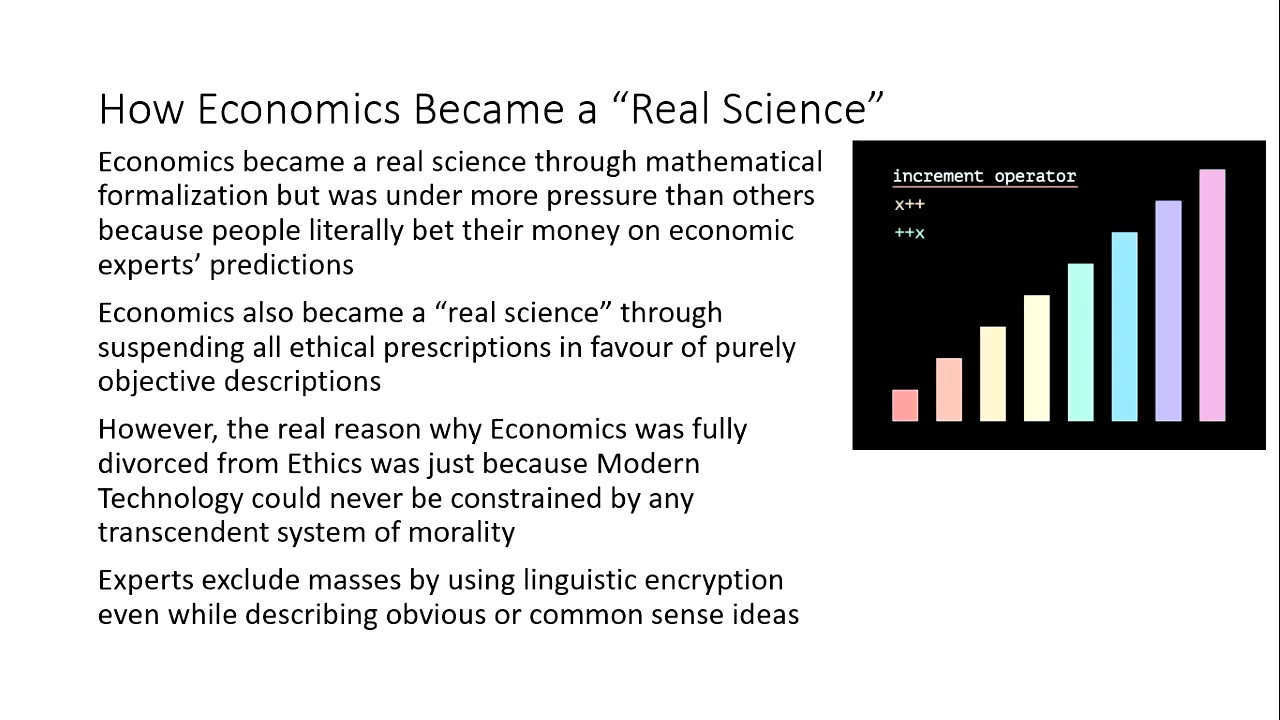 How Economics Became a “Real Science”
Economics became a real science through mathematical
formalization but was under more pressure than others
because people literally bet their money on economic
experts’ predictions
Economics also became a “real science” through
suspending all ethical prescriptions in favour of purely
objective descriptions
However, the real reason why Economics was fully
divorced from Ethics was just because Modern
Technology could never be constrained by any
transcendent system of morality
Experts exclude masses by using linguistic encryption
even while describing obvious or common sense ideas
increment operator
x++
++x